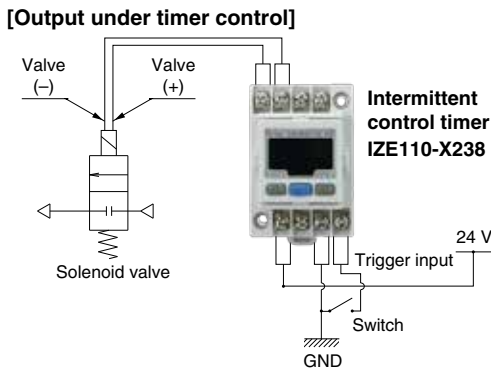 [Output under timer control]
Valve
(–)
Valve
(+)
Intermittent
control timer
IZE110-X238
24 V
Trigger input
Solenoid valve
Switch
GND